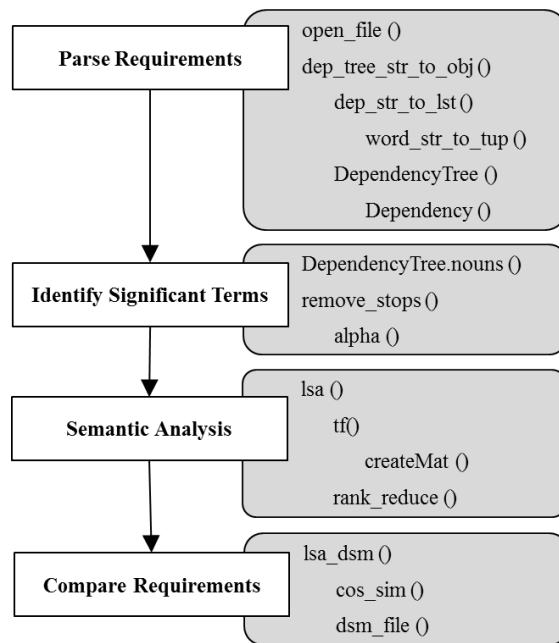 Parse Requirements
open_file ()
dep_tree_str_to_obj ()
dep_str_to_lst ()
word_str_to_tup ()
DependencyTree ()
Dependency ()
Identify Significant Terms
DependencyTree.nouns ()
remove_stops ()
alpha ()
Semantic Analysis
lsa ()
tf()
createMat ()
rank_reduce ()
Compare Requirements
lsa_dsm ()
cos_sim ()
dsm_file ()